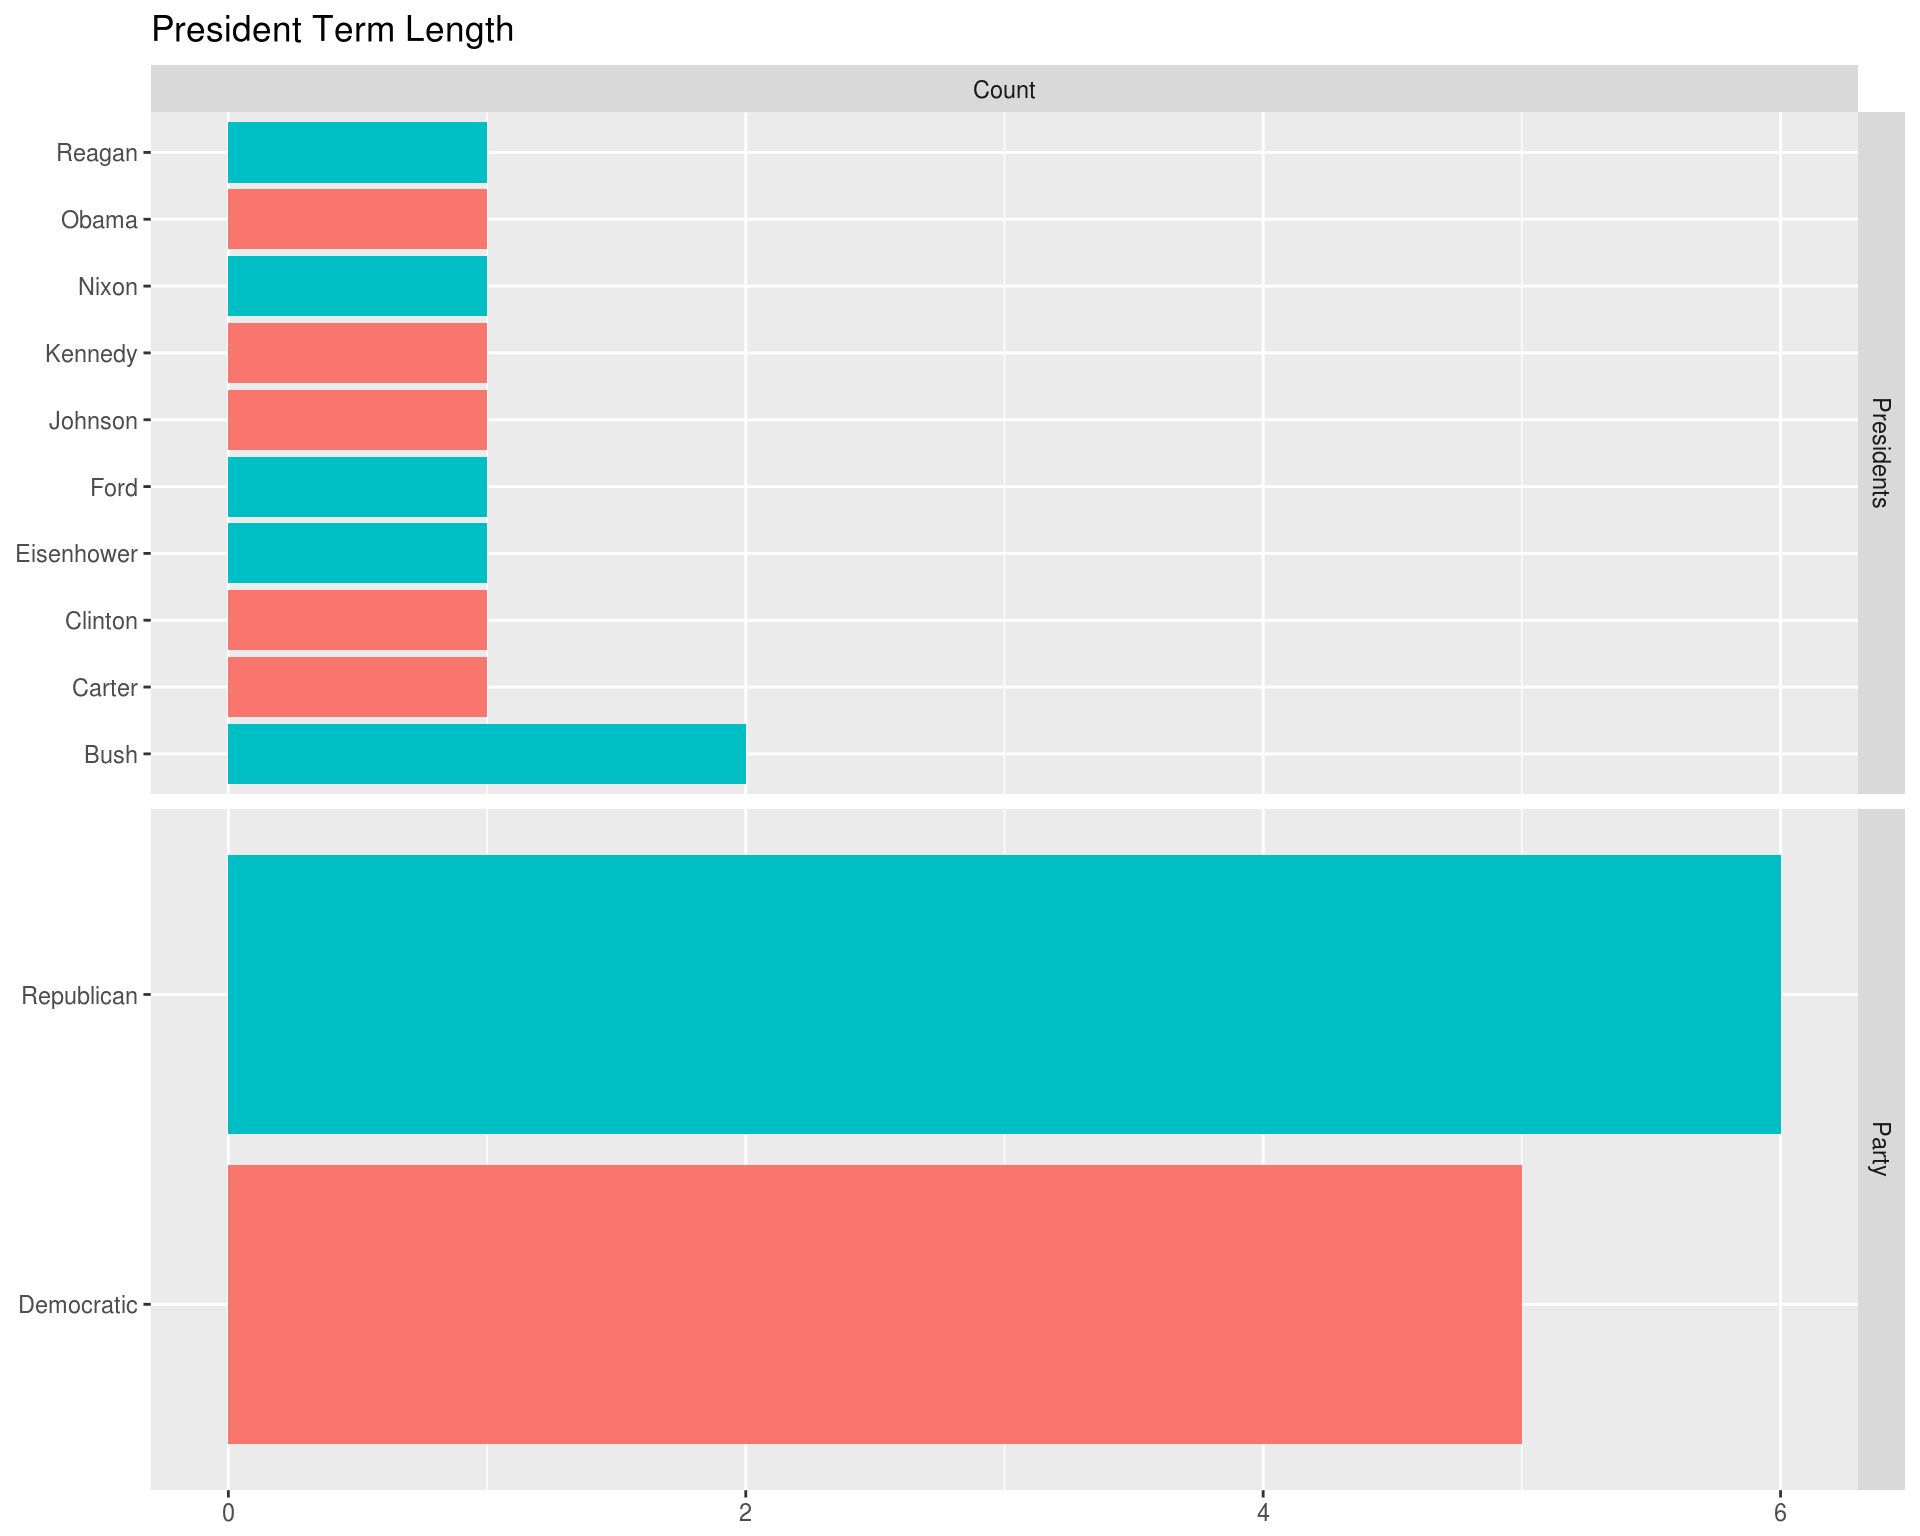 President Term Length
Count
Reagan
Obama
Nixon
Kennedy
Johnson
Ford
Eisenhower
Clinton
Carter
Bush
Presidents
Republican
Democratic
Party
0 2 4 6